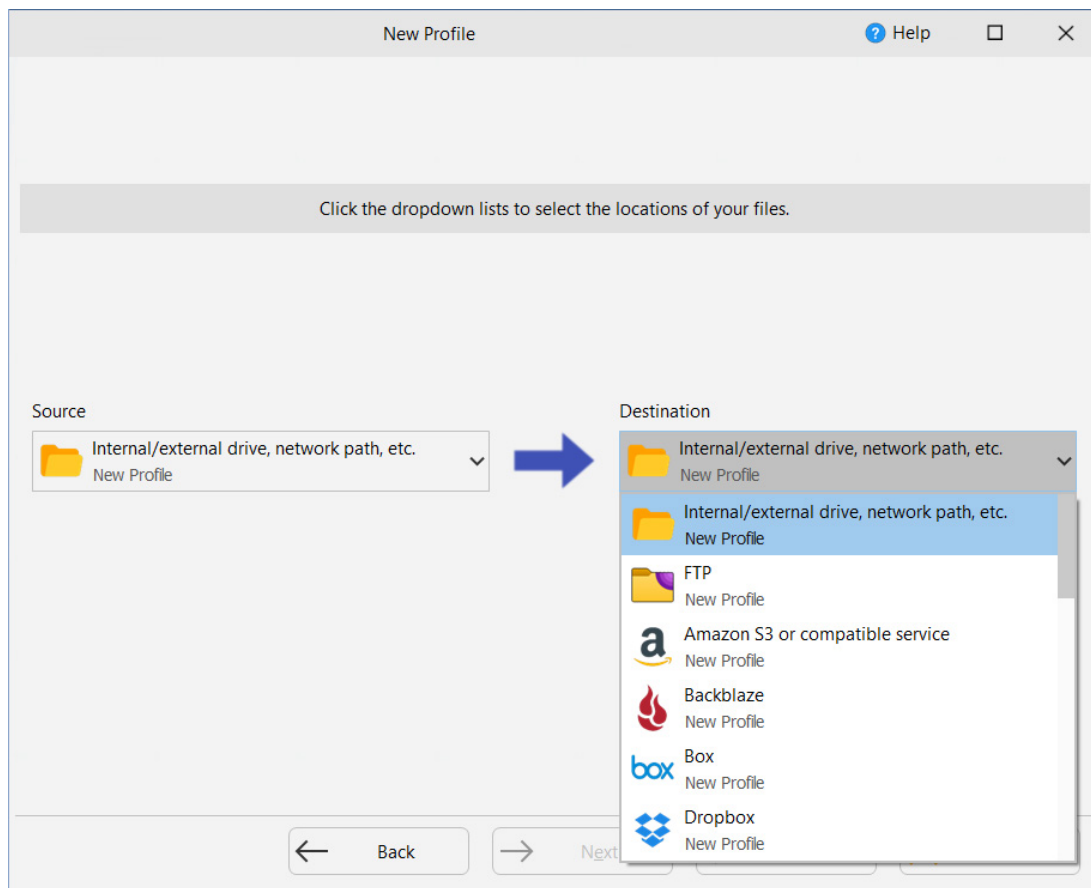 New Profile
Help
Click the dropdown lists to select the locations of your files.
Source
Internal/external drive, network path, etc.
New Profile
Destination
Internal/external drive, network path, etc.
New Profile
Internal/external drive, network path, etc.
New Profile
FTP
New Profile
Amazon S3 or compatible service
New Profile
Backblaze
New Profile
box
Box
New Profile
Dropbox
New Profile
Back
Next